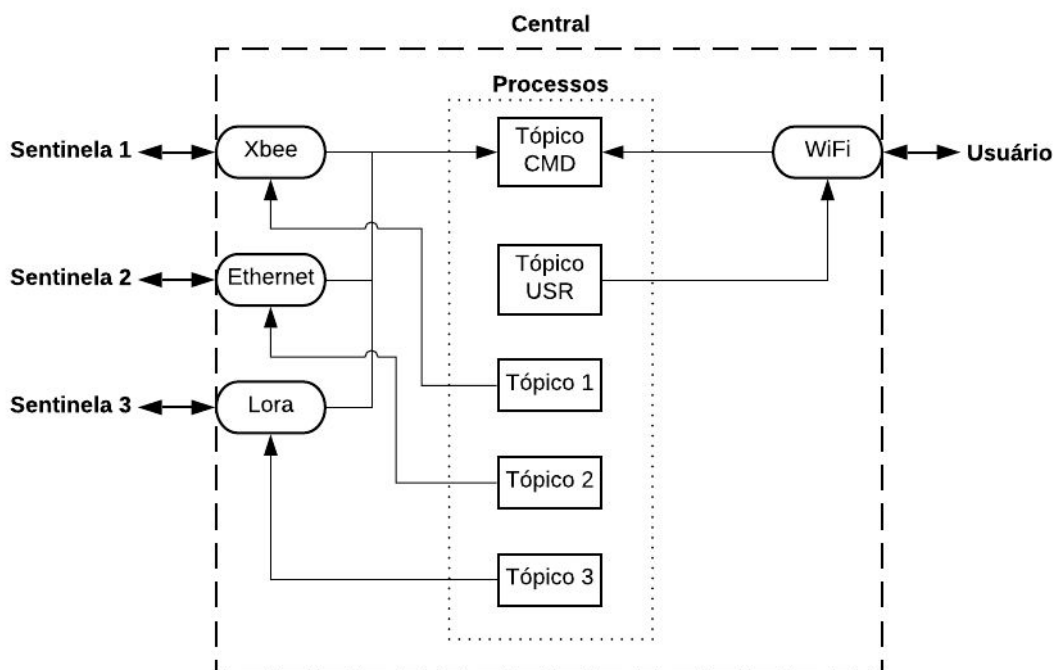 Central
Processos
Sentinela 1
Xbee
Tópico
CMD
WiFi
Usuário
Sentinela 2
Ethernet
Tópico
USR
Tópico 1
Sentinela 3
Lora
Tópico 2
Tópico 3